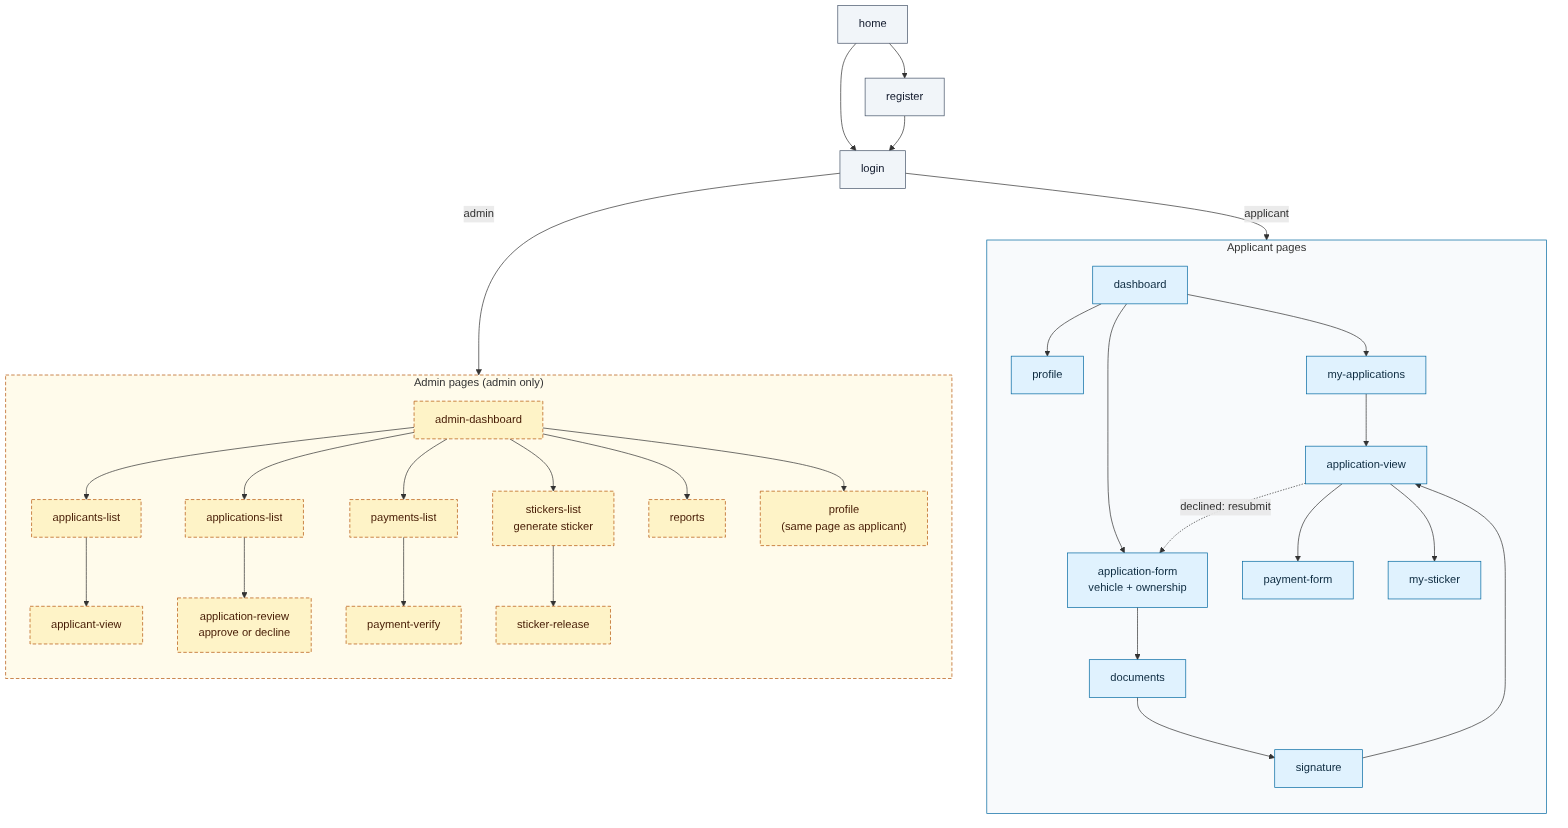 home
register
login
admin
applicant
Applicant pages
dashboard
profile
my-applications
application-view
declined: resubmit
application-form
vehicle + ownership
payment-form
my-sticker
documents
signature
Admin pages (admin only)
admin-dashboard
applicants-list
applications-list
payments-list
stickers-list
generate sticker
reports
profile
(same page as applicant)
applicant-view
application-review
approve or decline
payment-verify
sticker-release